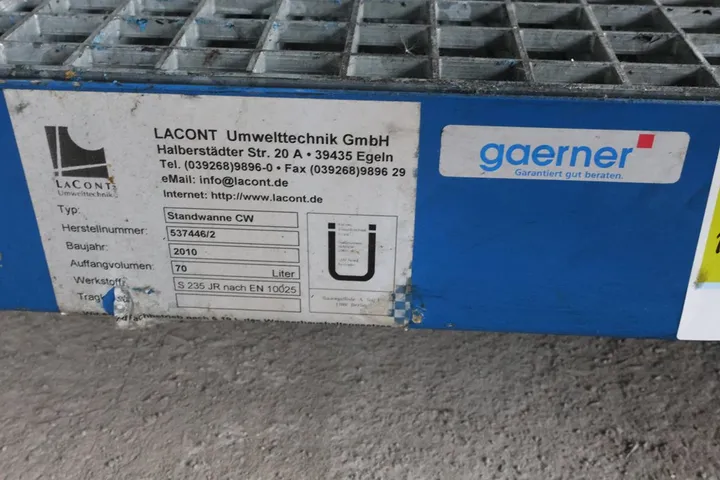 LACONT Umwelttechnik GmbH
Halberstädter Str. 20 A • 39435 Egeln
Tel. (039268)9896-0 • Fax (039268)9896 29
eMail: info@lacont.de
Internet: http://www.lacont.de
LACONT
Umwelttechnik
Typ: Standwanne CW
Herstellnummer: 537446/2
Baujahr: 2010
Auffangvolumen: 70 Liter
Werkstoff: S 235 JR nach EN 10025
Ü
gaerner
Garantiert gut beraten.